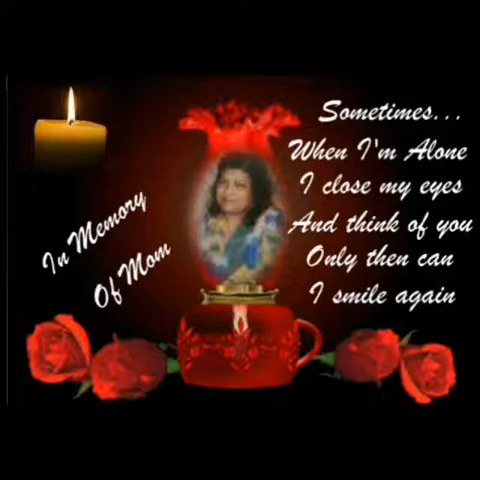 In Memory
Of Mom
Sometimes...
When I'm Alone
I close my eyes
And think of you
Only then can
I smile again